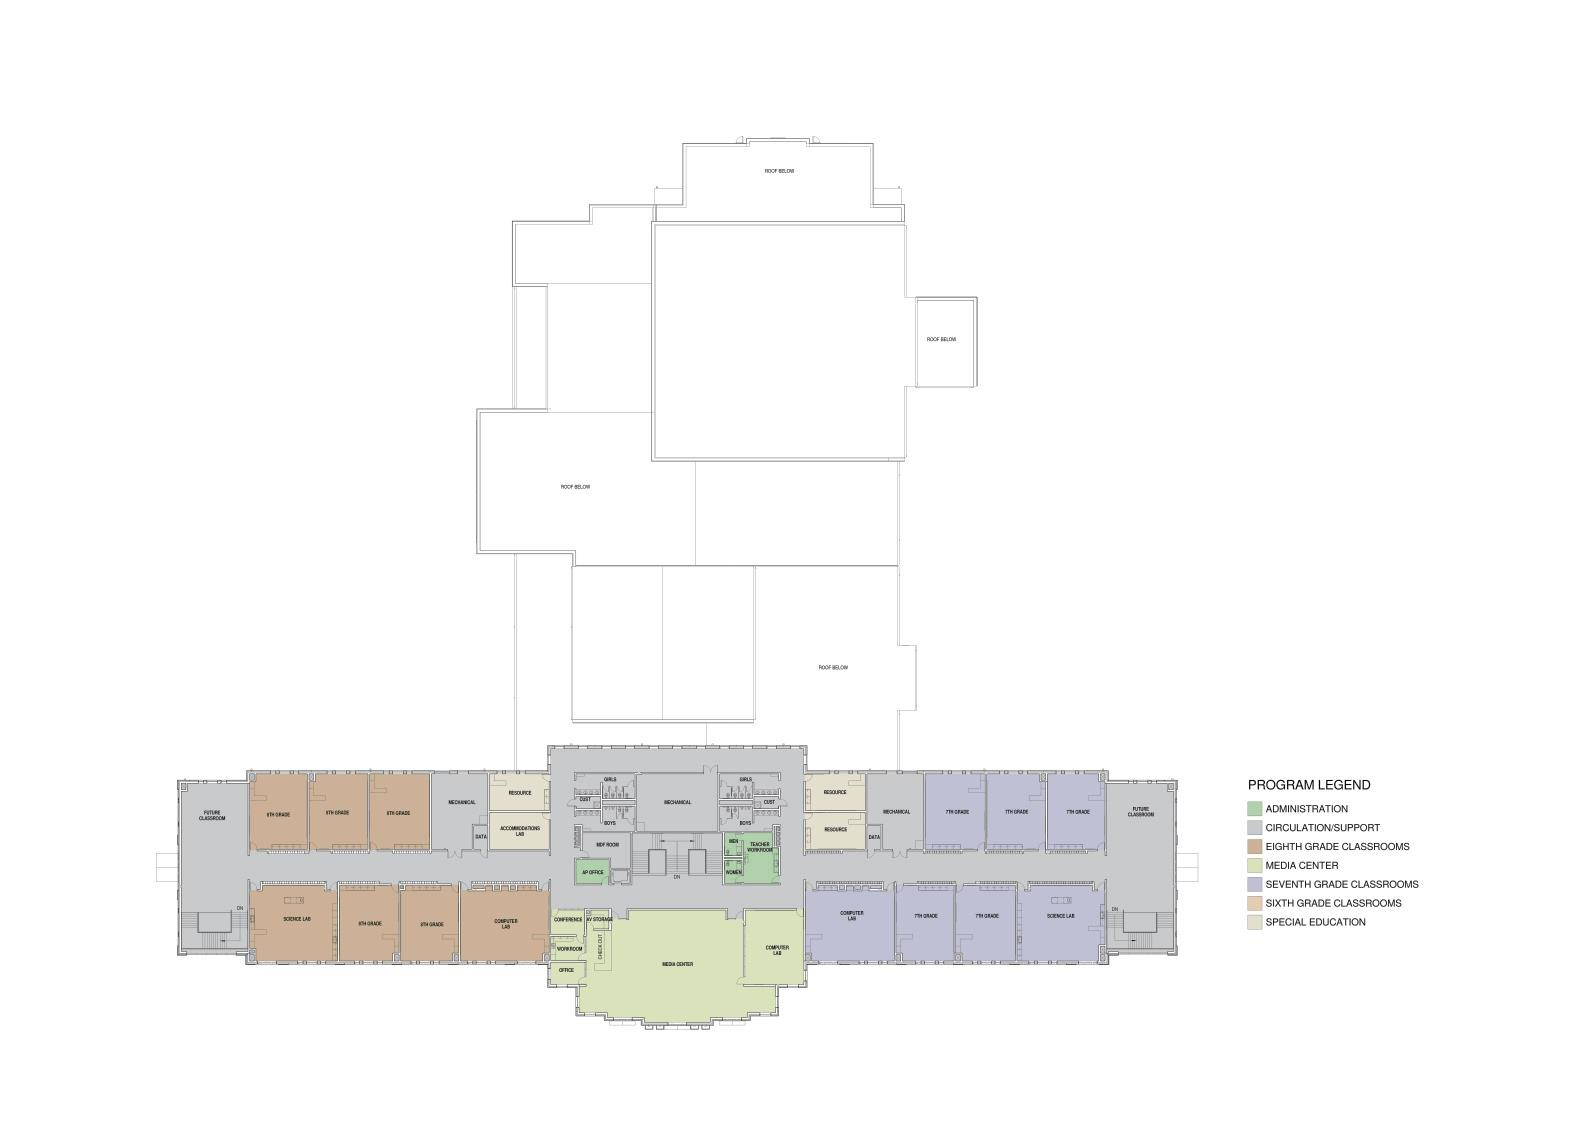 ROOF BELOW
ROOF BELOW
ROOF BELOW
ROOF BELOW
GIRLS
GIRLS
FUTURE
CLASSROOM
8TH GRADE
8TH GRADE
8TH GRADE
MECHANICAL
RESOURCE
CUST
MECHANICAL
CUST
RESOURCE
MECHANICAL
7TH GRADE
7TH GRADE
7TH GRADE
FUTURE
CLASSROOM
BOYS
BOYS
DATA
ACCOMMODATIONS
LAB
MDF ROOM
MEN
TEACHER
WORKROOM
RESOURCE
DATA
AP OFFICE
DN
WOMEN
DN
SCIENCE LAB
8TH GRADE
8TH GRADE
COMPUTER
LAB
CONFERENCE
AV STORAGE
CHECK OUT
WORKROOM
OFFICE
MEDIA CENTER
COMPUTER
LAB
COMPUTER
LAB
7TH GRADE
7TH GRADE
SCIENCE LAB
DN
PROGRAM LEGEND
ADMINISTRATION
CIRCULATION/SUPPORT
EIGHTH GRADE CLASSROOMS
MEDIA CENTER
SEVENTH GRADE CLASSROOMS
SIXTH GRADE CLASSROOMS
SPECIAL EDUCATION